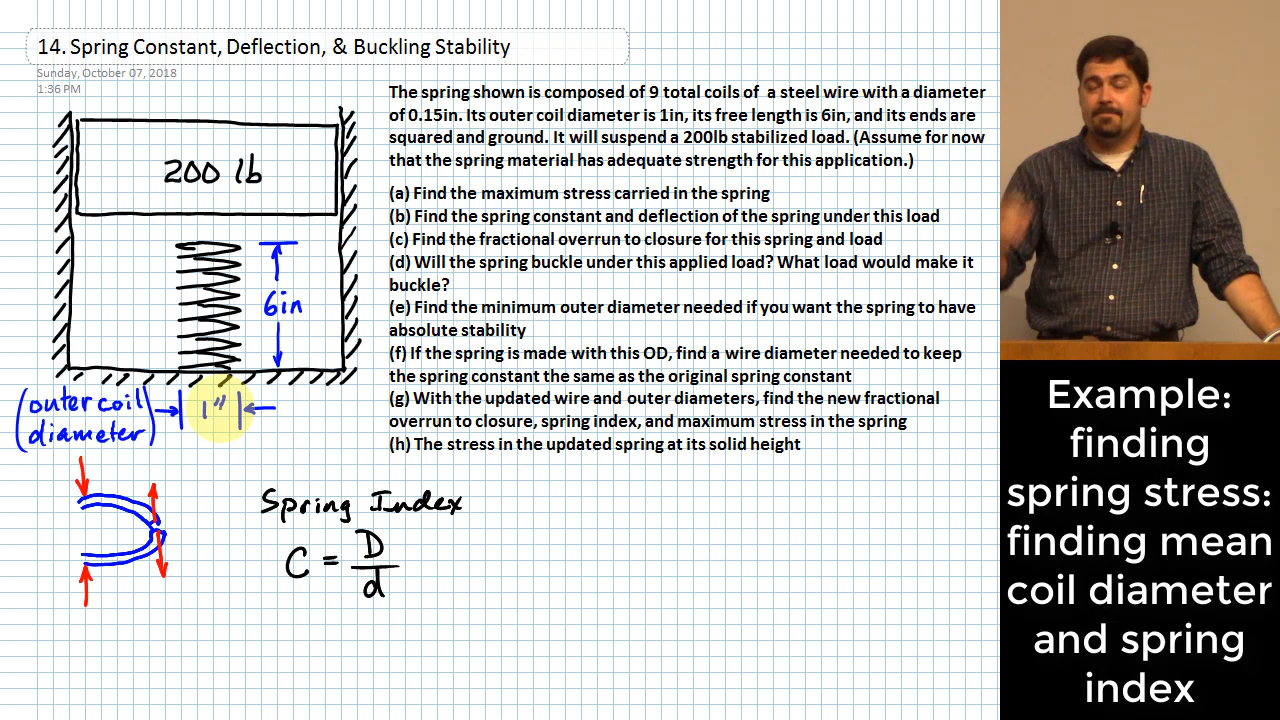 14. Spring Constant, Deflection, & Buckling Stability
Sunday, October 07, 2018
1:36 PM
The spring shown is composed of 9 total coils of a steel wire with a diameter
of 0.15in. Its outer coil diameter is 1in, its free length is 6in, and its ends are
squared and ground. It will suspend a 200lb stabilized load. (Assume for now
that the spring material has adequate strength for this application.)
(a) Find the maximum stress carried in the spring
(b) Find the spring constant and deflection of the spring under this load
(c) Find the fractional overrun to closure for this spring and load
(d) Will the spring buckle under this applied load? What load would make it
buckle?
(e) Find the minimum outer diameter needed if you want the spring to have
absolute stability
(f) If the spring is made with this OD, find a wire diameter needed to keep
the spring constant the same as the original spring constant
(g) With the updated wire and outer diameters, find the new fractional
overrun to closure, spring index, and maximum stress in the spring
(h) The stress in the updated spring at its solid height
200 lb
6in
(outer coil
diameter)
1"
Spring Index
C = D
d
Example:
finding
spring stress:
finding mean
coil diameter
and spring
index